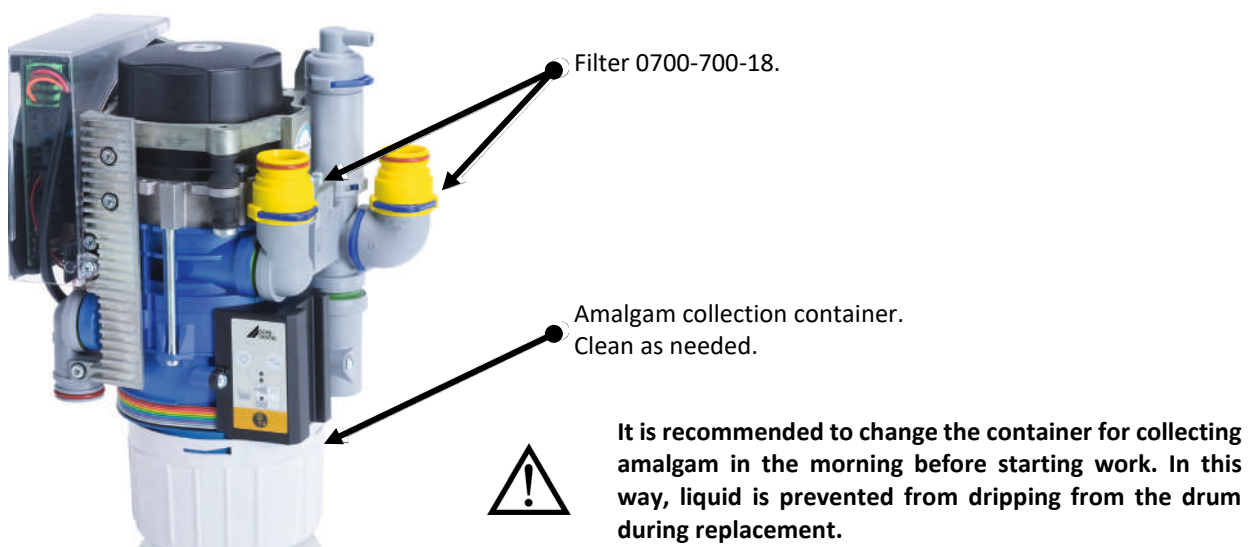 Filter 0700-700-18.
Amalgam collection container.
Clean as needed.
It is recommended to change the container for collecting
amalgam in the morning before starting work. In this
way, liquid is prevented from dripping from the drum
during replacement.